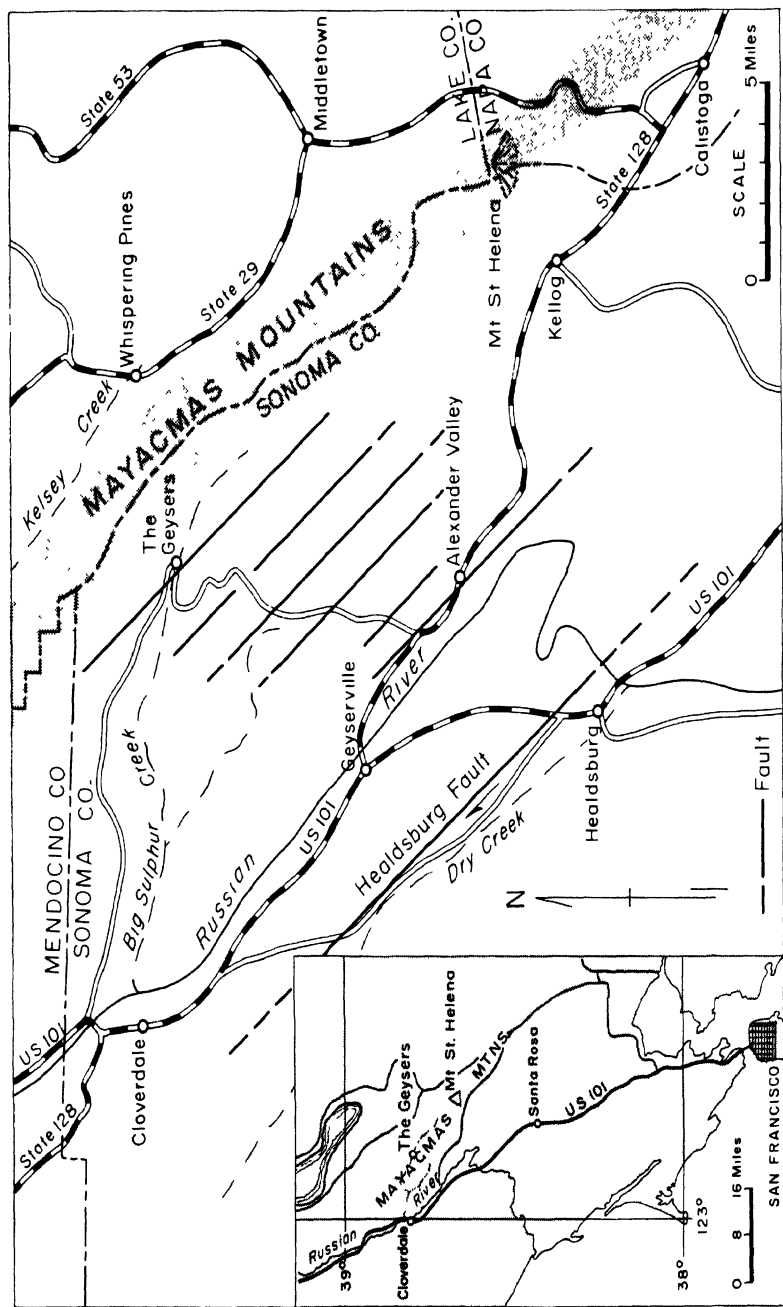 MENDOCINO CO
SONOMA CO.
LAKE CO.
NAPA CO
SONOMA CO.
MAYACMAS MOUNTAINS
State 53
State 29
Middletown
Whispering Pines
Kelsey Creek
The
Geysers
Big Sulphur Creek
Russian River
US 101
State 128
Cloverdale
US 101
Geyserville
Alexander Valley
Healdsburg Fault
Dry Creek
Healdsburg
US 101
Mt St Helena
Kellog
State 128
Calistoga
SCALE
0 5 Miles
N
Fault
39°
38°
123°
Russian River
Cloverdale
The Geysers
MAYACMAS MTNS
Mt St. Helena
Santa Rosa
US 101
SAN FRANCISCO
0 8 16 Miles